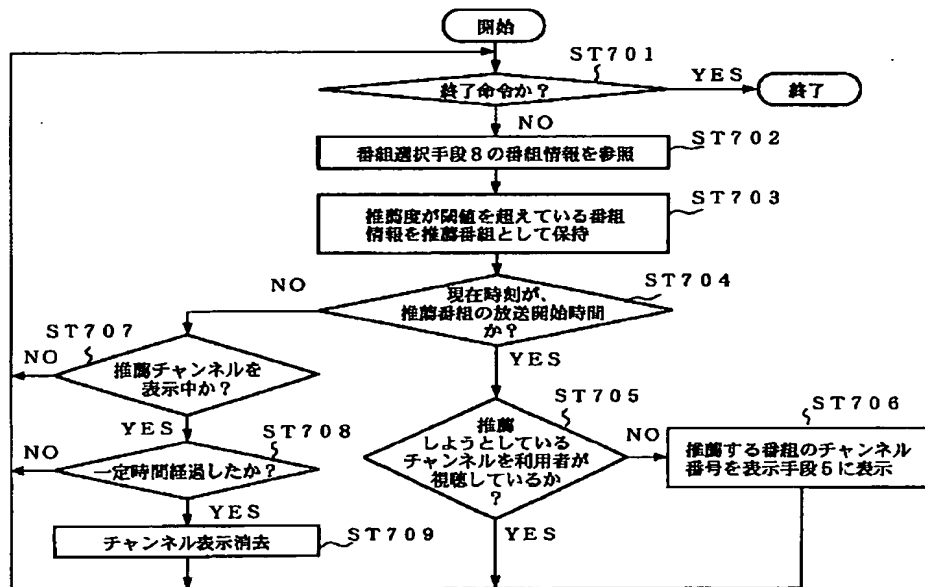 開始
ST701
終了命令か?
YES
終了
NO
番組選択手段8の番組情報を参照
ST702
推薦度が閾値を超えている番組
情報を推薦番組として保持
ST703
NO
現在時刻が、
推薦番組の放送開始時間
か?
ST704
YES
ST707
NO
推薦チャンネルを
表示中か?
YES
ST708
NO
一定時間経過したか?
YES
チャンネル表示消去
ST709
ST705
推薦
しようとしている
チャンネルを利用者が
視聴しているか
?
NO
YES
ST706
推薦する番組のチャンネル
番号を表示手段5に表示